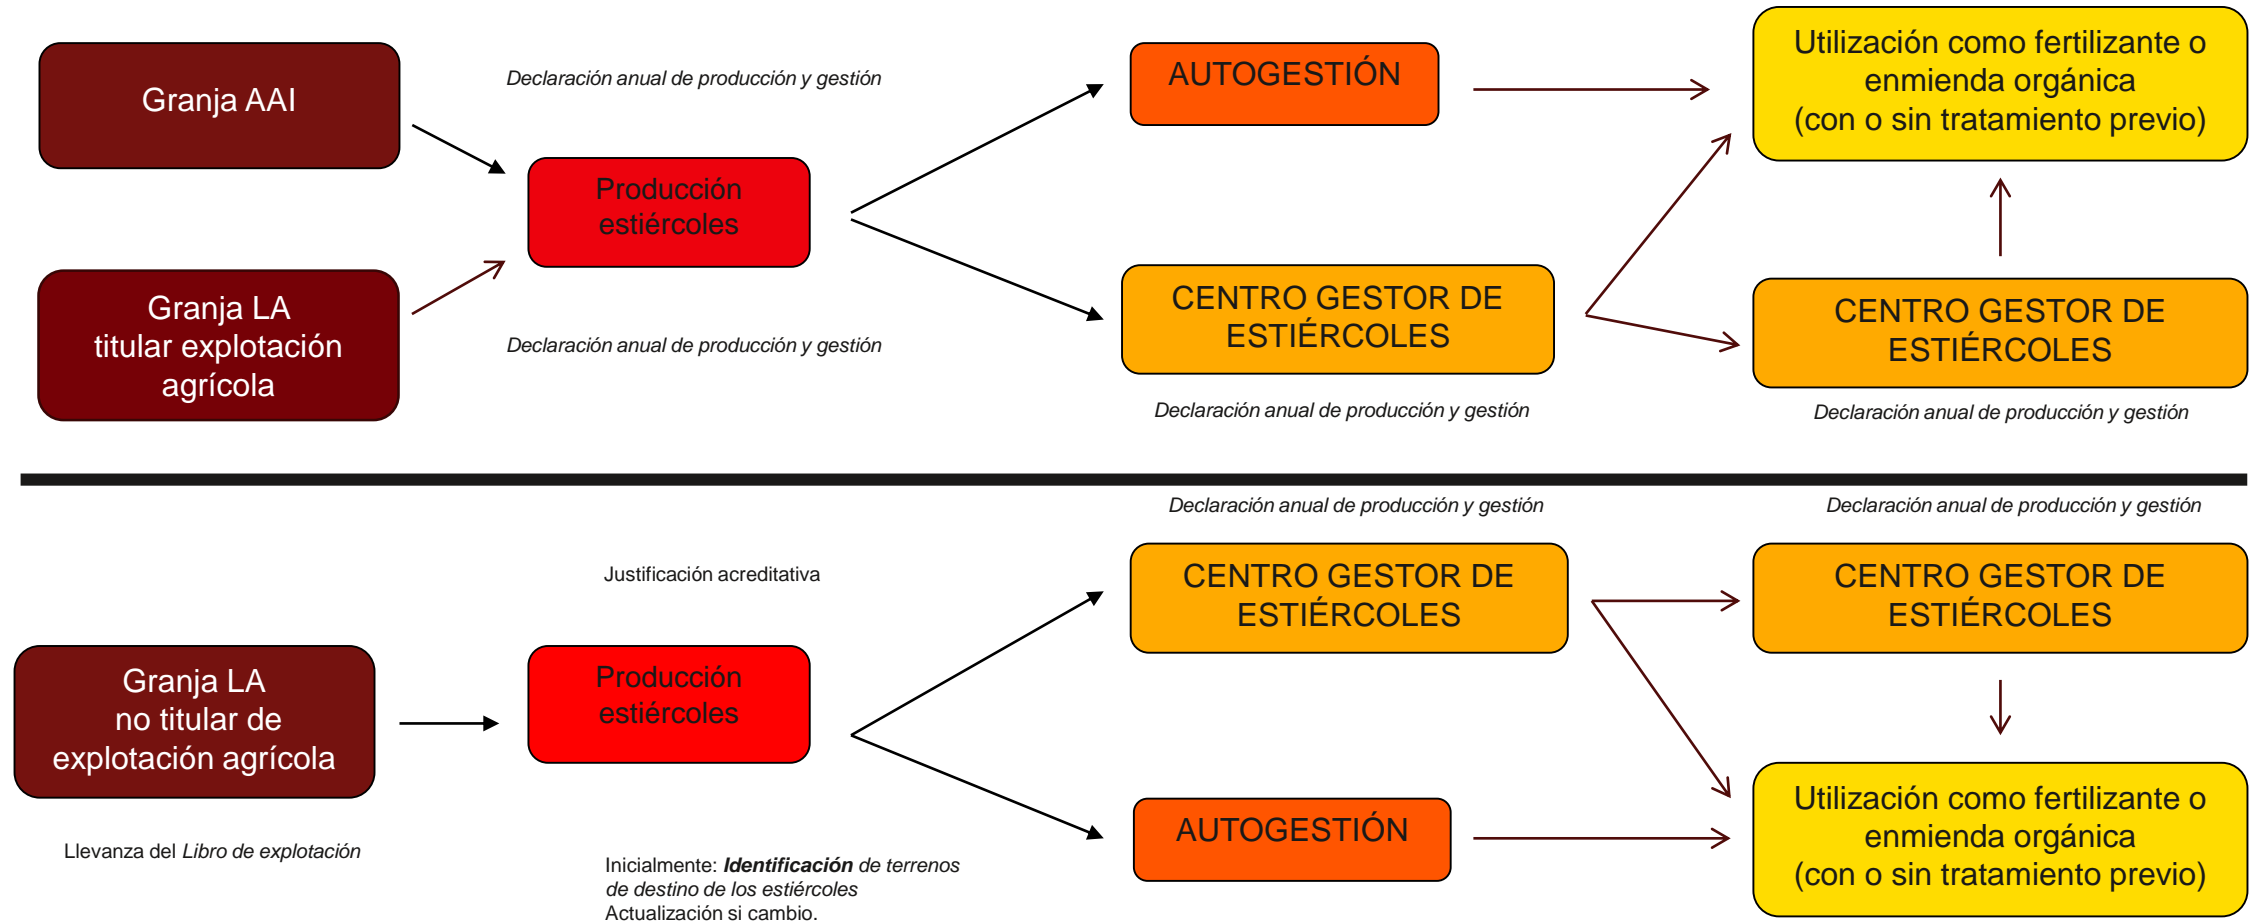 Granja AAI
Declaración anual de producción y gestión
Granja LA
titular explotación
agrícola
Declaración anual de producción y gestión
Producción
estiércoles
AUTOGESTIÓN
CENTRO GESTOR DE
ESTIÉRCOLES
Declaración anual de producción y gestión
Utilización como fertilizante o
enmienda orgánica
(con o sin tratamiento previo)
CENTRO GESTOR DE
ESTIÉRCOLES
Declaración anual de producción y gestión
Granja LA
no titular de
explotación agrícola
Llevanza del Libro de explotación
Justificación acreditativa
Producción
estiércoles
Inicialmente: Identificación de terrenos
de destino de los estiércoles
Actualización si cambio.
Declaración anual de producción y gestión
CENTRO GESTOR DE
ESTIÉRCOLES
AUTOGESTIÓN
Declaración anual de producción y gestión
CENTRO GESTOR DE
ESTIÉRCOLES
Utilización como fertilizante o
enmienda orgánica
(con o sin tratamiento previo)